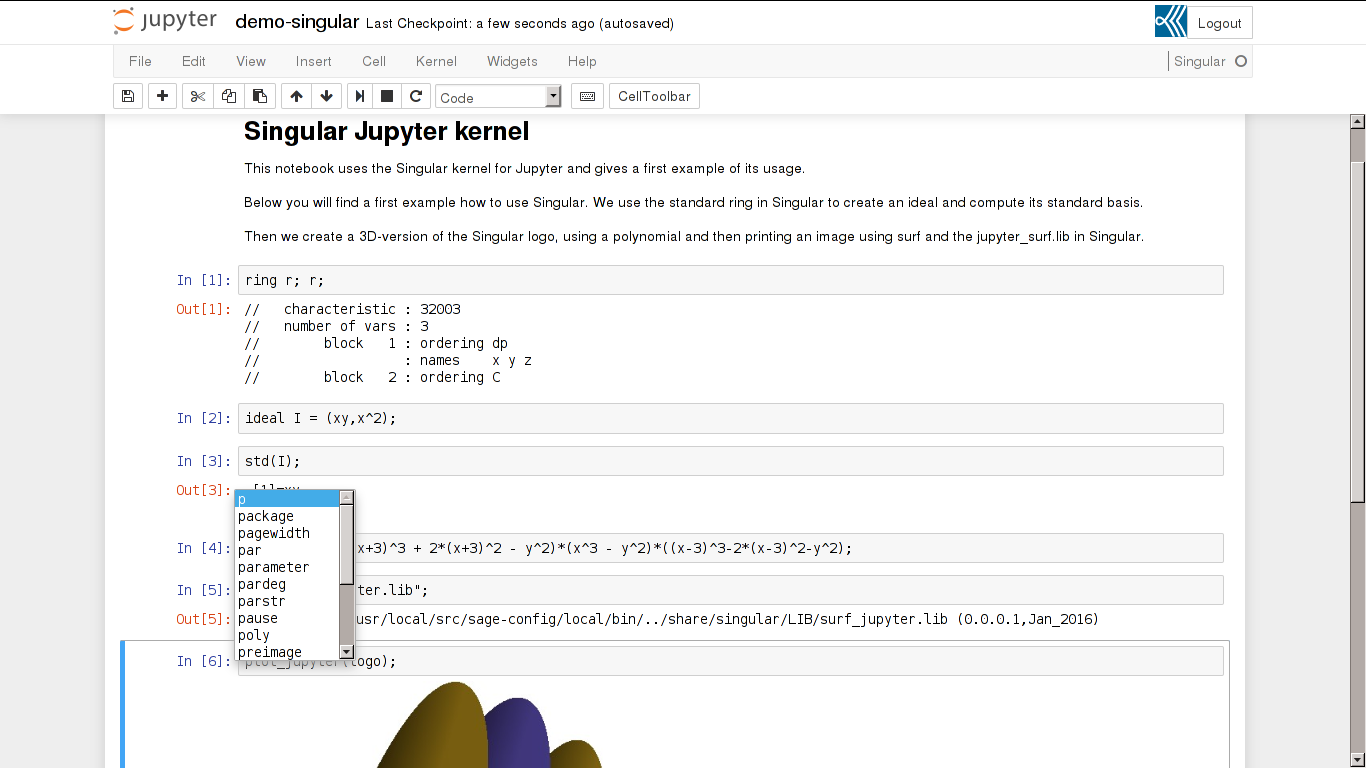 jupyter demo-singular Last Checkpoint: a few seconds ago (autosaved) Logout
File Edit View Insert Cell Kernel Widgets Help Singular
Code CellToolbar
Singular Jupyter kernel
This notebook uses the Singular kernel for Jupyter and gives a first example of its usage.
Below you will find a first example how to use Singular. We use the standard ring in Singular to create an ideal and compute its standard basis.
Then we create a 3D-version of the Singular logo, using a polynomial and then printing an image using surf and the jupyter_surf.lib in Singular.
In [1]: ring r; r;
Out[1]: //   characteristic : 32003
//   number of vars : 3
//        block   1 : ordering dp
//                  : names    x y z
//        block   2 : ordering C
In [2]: ideal I = (xy,x^2);
In [3]: std(I);
Out[3]: _[1]=xy
p
package
pagewidth
par
parameter
pardeg
parstr
pause
poly
preimage
In [4]: x+3)^3 + 2*(x+3)^2 - y^2)*(x^3 - y^2)*((x-3)^3-2*(x-3)^2-y^2);
In [5]: ter.lib";
Out[5]: usr/local/src/sage-config/local/bin/../share/singular/LIB/surf_jupyter.lib (0.0.0.1,Jan_2016)
In [6]: plot_jupyter(logo);